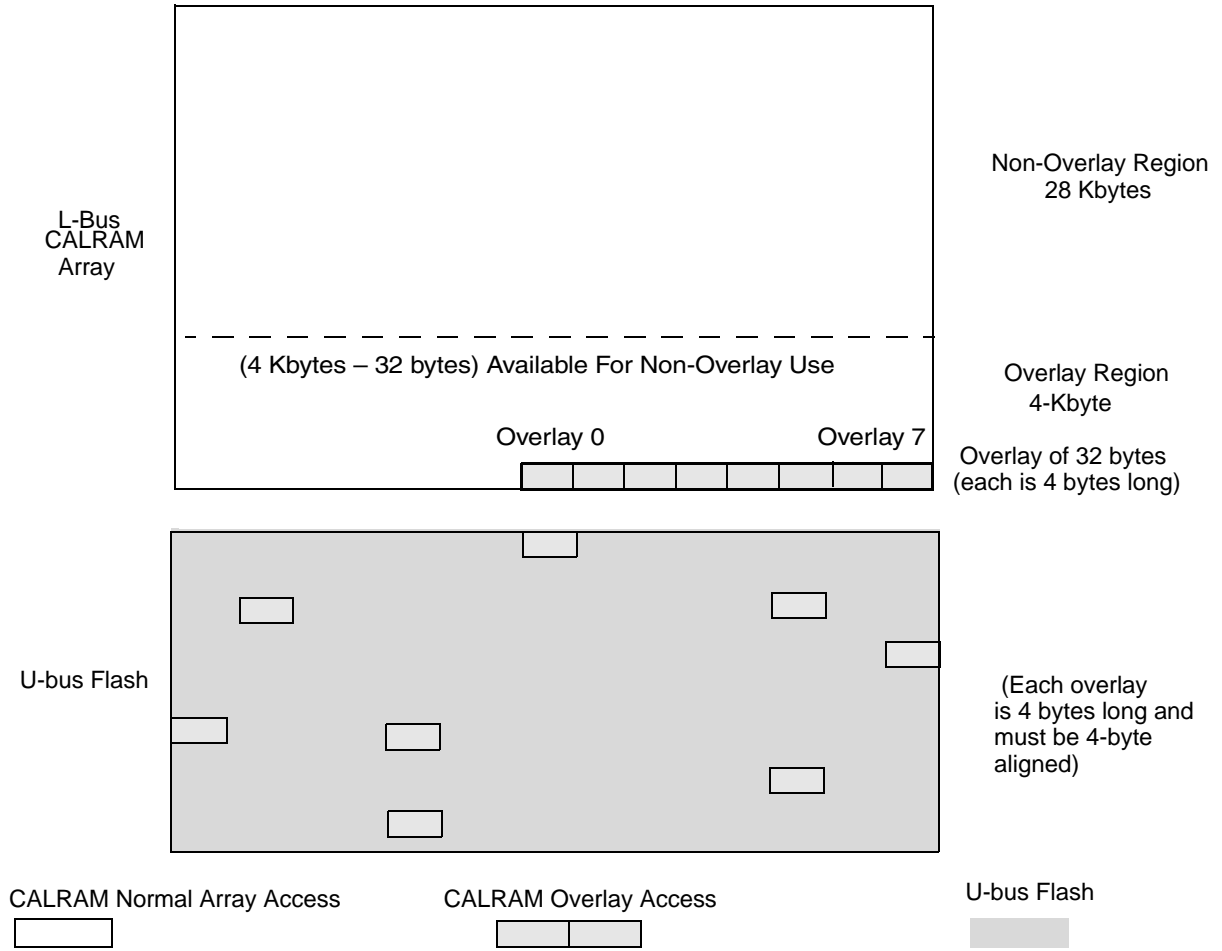 Non-Overlay Region
28 Kbytes
L-Bus
CALRAM
Array
(4 Kbytes – 32 bytes) Available For Non-Overlay Use
Overlay Region
4-Kbyte
Overlay 0
Overlay 7
Overlay of 32 bytes
(each is 4 bytes long)
U-bus Flash
(Each overlay
is 4 bytes long and
must be 4-byte
aligned)
CALRAM Normal Array Access
CALRAM Overlay Access
U-bus Flash